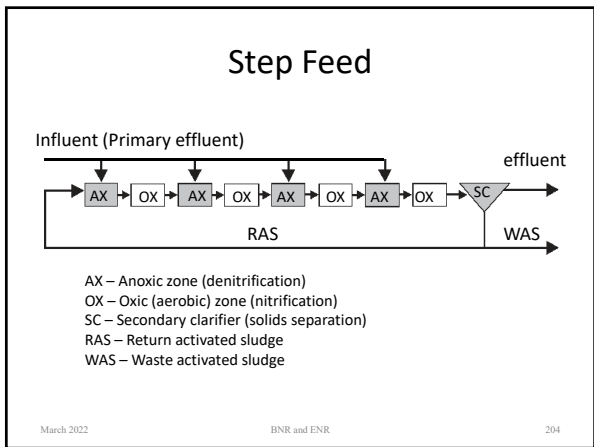 Step Feed
Influent (Primary effluent)
effluent
AX OX AX OX AX OX AX OX SC
RAS WAS
AX – Anoxic zone (denitrification)
OX – Oxic (aerobic) zone (nitrification)
SC – Secondary clarifier (solids separation)
RAS – Return activated sludge
WAS – Waste activated sludge
March 2022 BNR and ENR 204